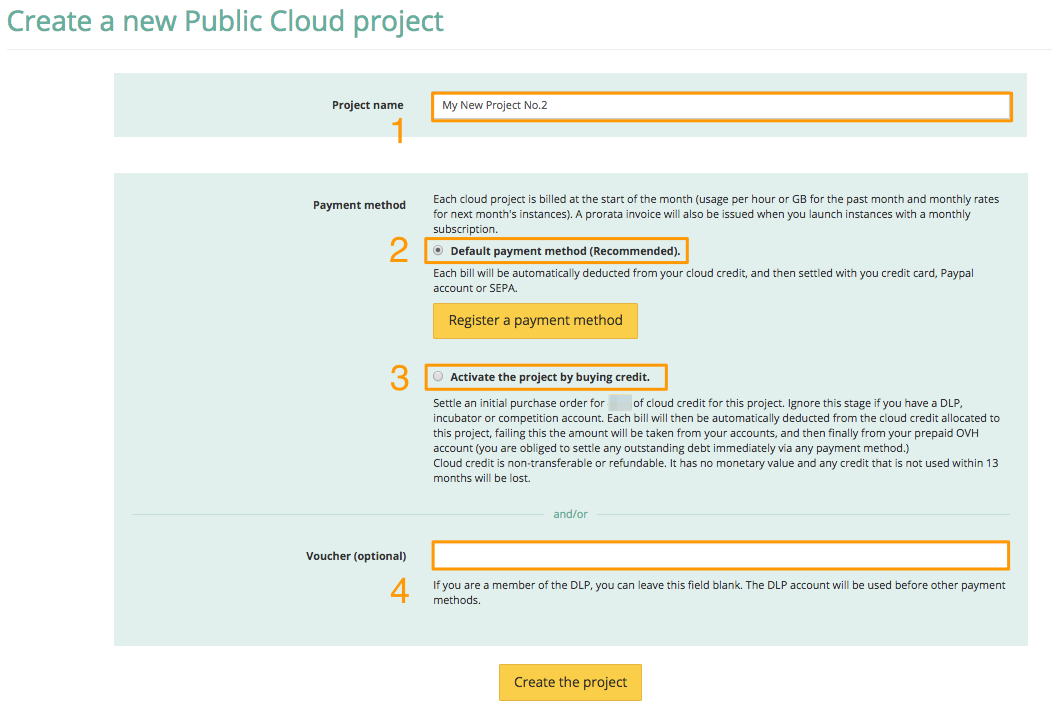 Create a new Public Cloud project
Project name
My New Project No.2
1
Payment method
Each cloud project is billed at the start of the month (usage per hour or GB for the past month and monthly rates
for next month's instances). A prorata invoice will also be issued when you launch instances with a monthly
subscription.
2
Default payment method (Recommended).
Each bill will be automatically deducted from your cloud credit, and then settled with you credit card, Paypal
account or SEPA.
Register a payment method
3
Activate the project by buying credit.
Settle an initial purchase order for of cloud credit for this project. Ignore this stage if you have a DLP,
incubator or competition account. Each bill will then be automatically deducted from the cloud credit allocated to
this project, failing this the amount will be taken from your accounts, and then finally from your prepaid OVH
account (you are obliged to settle any outstanding debt immediately via any payment method.)
Cloud credit is non-transferable or refundable. It has no monetary value and any credit that is not used within 13
months will be lost.
and/or
Voucher (optional)
4
If you are a member of the DLP, you can leave this field blank. The DLP account will be used before other payment
methods.
Create the project